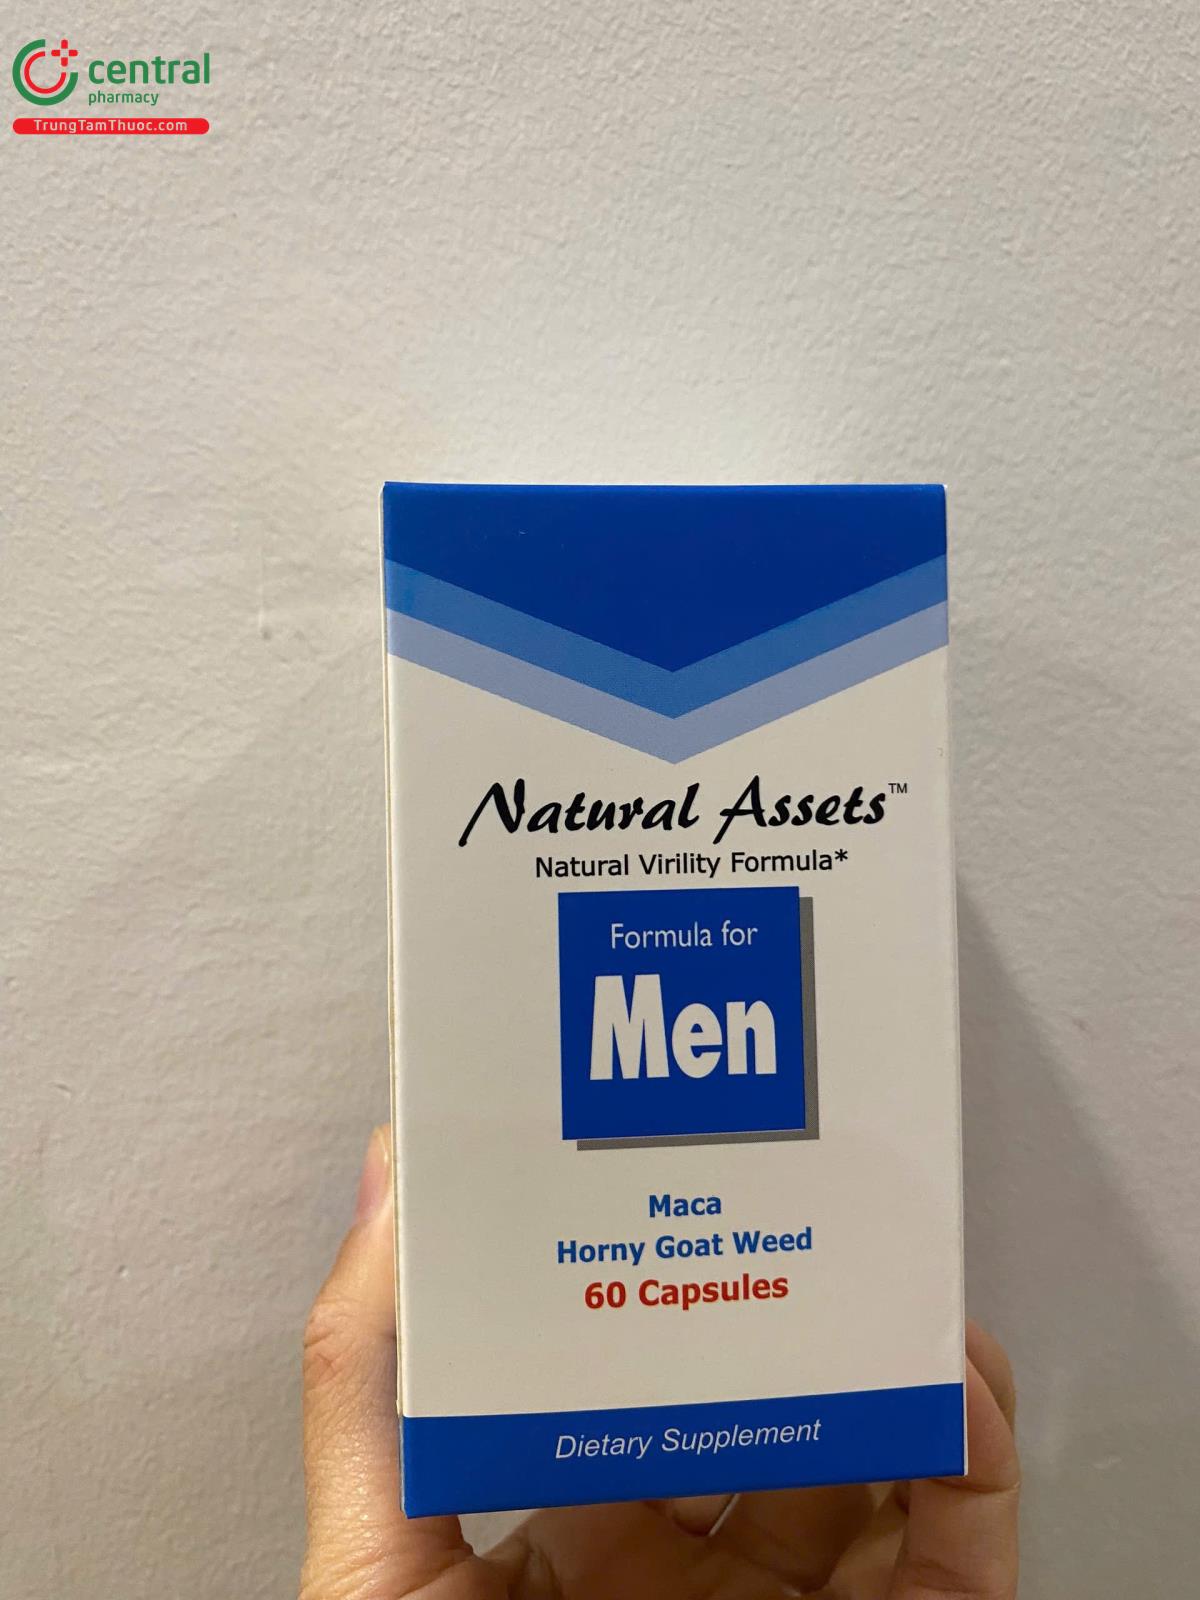 central
pharmacy
TrungTamThuoc.com
Natural Assets™
Natural Virility Formula*
Formula for
Men
Maca
Horny Goat Weed
60 Capsules
Dietary Supplement